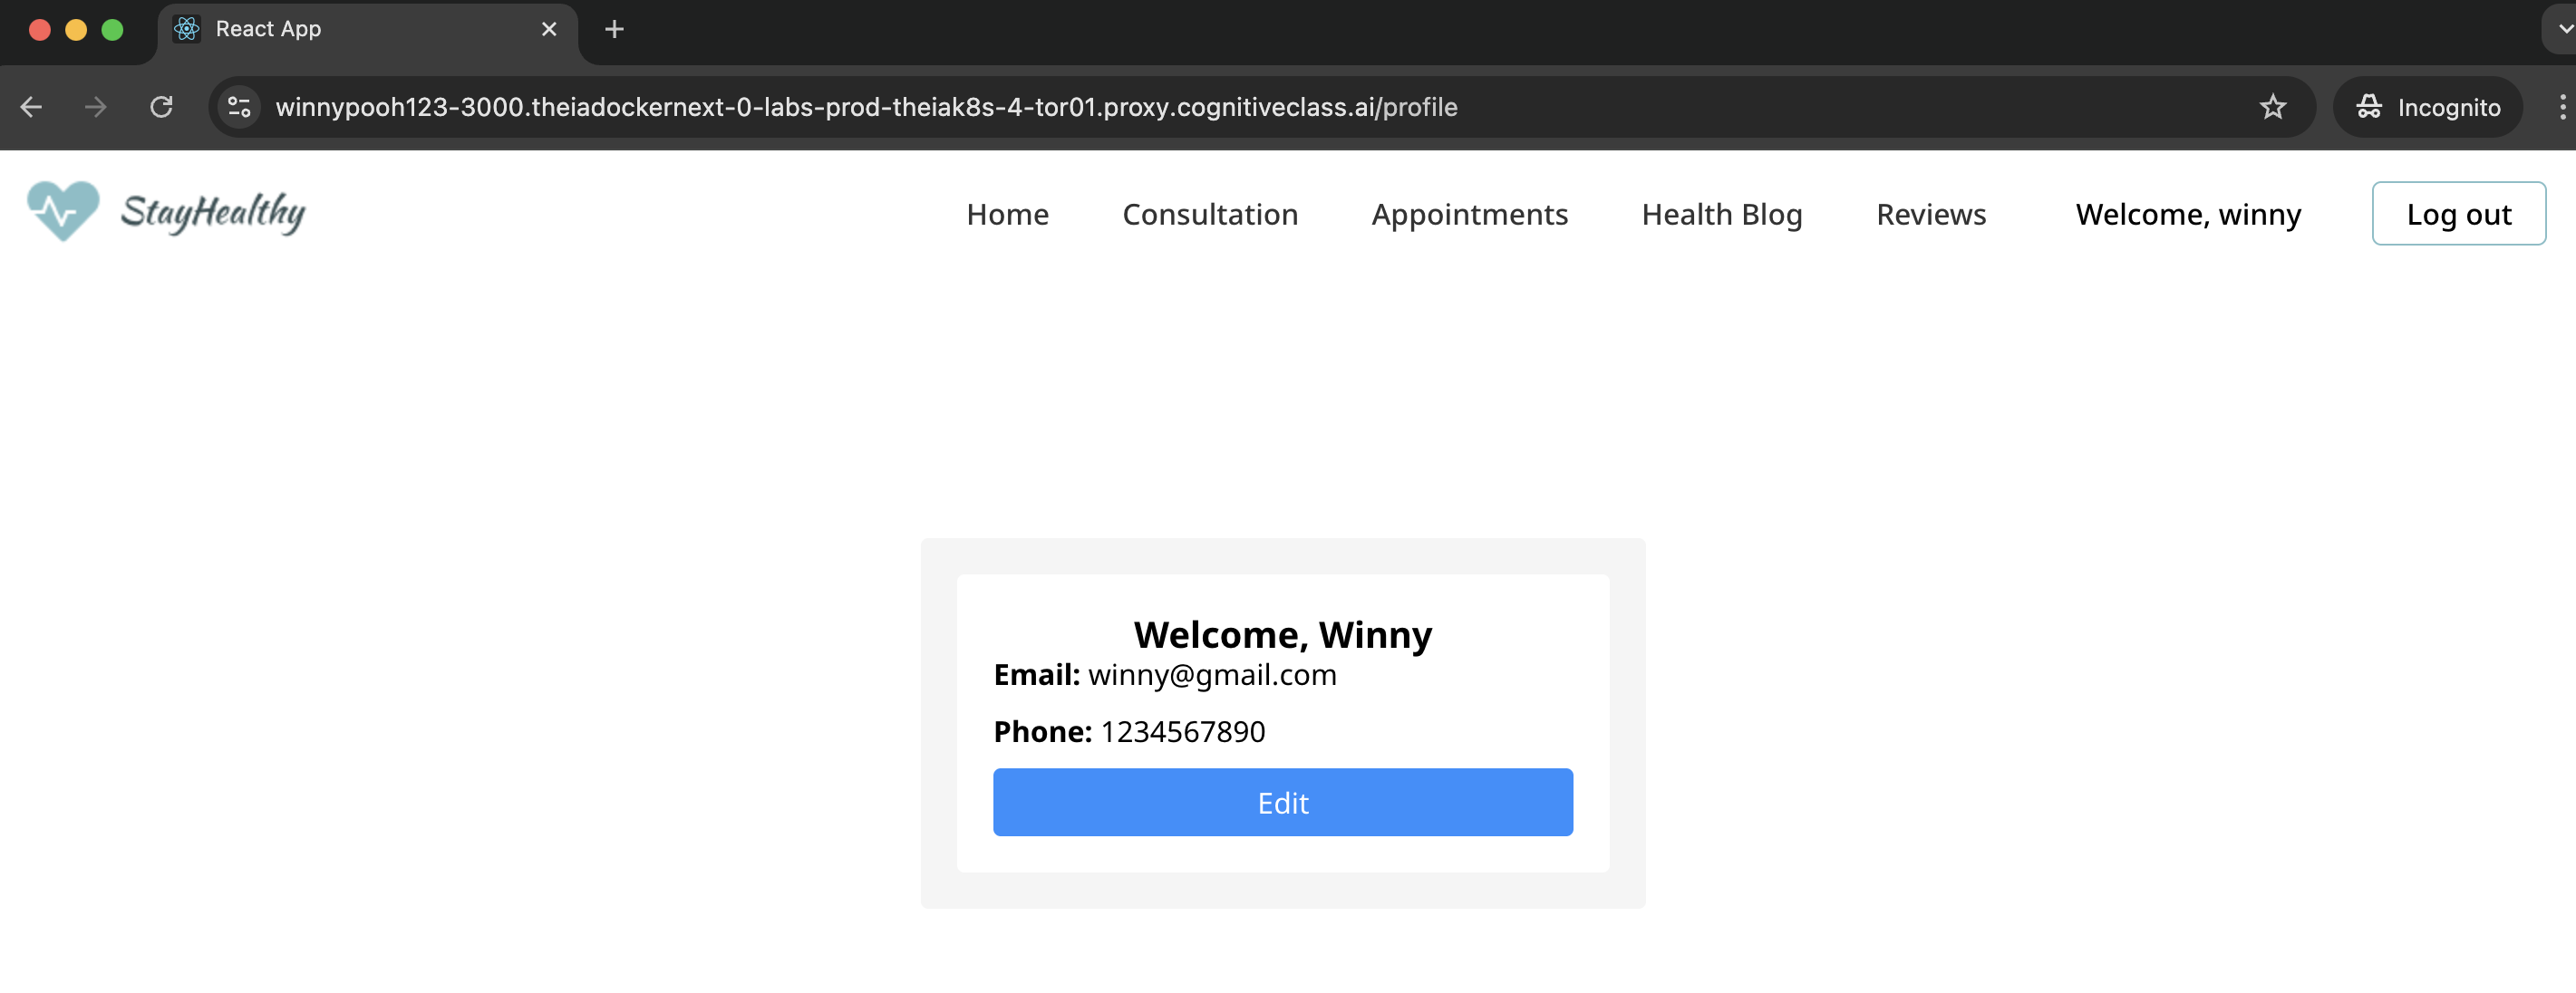 React App
winnypooh123-3000.theiadockernext-0-labs-prod-theiak8s-4-tor01.proxy.cognitiveclass.ai/profile Incognito
StayHealthy Home Consultation Appointments Health Blog Reviews Welcome, winny Log out
Welcome, Winny
Email: winny@gmail.com
Phone: 1234567890
Edit